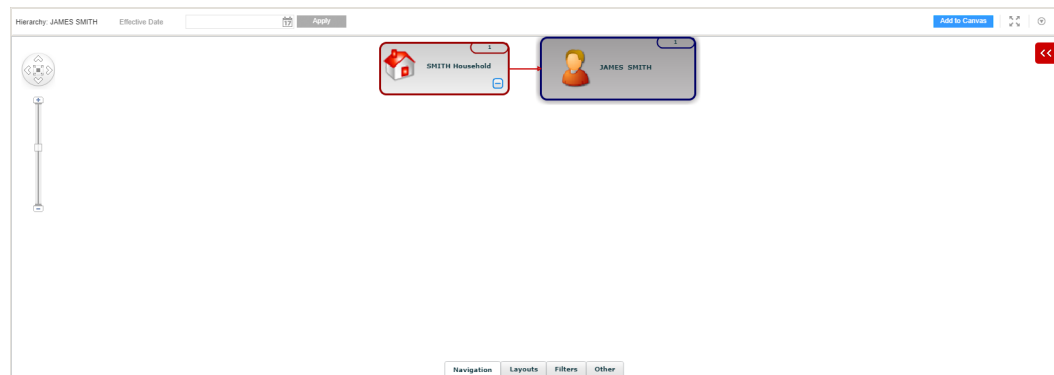 Hierarchy: JAMES SMITH Effective Date 17 Apply Add to Canvas
1 1
SMITH Household JAMES SMITH
Navigation Layouts Filters Other